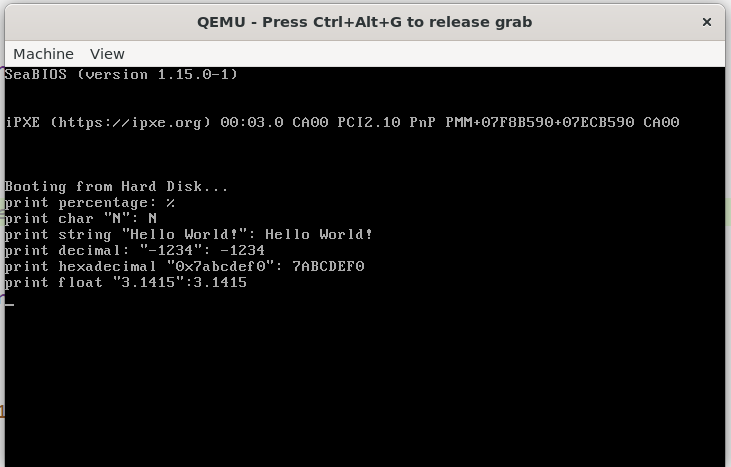 QEMU - Press Ctrl+Alt+G to release grab ×
Machine View
SeaBIOS (version 1.15.0-1)
iPXE (https://ipxe.org) 00:03.0 CA00 PCI2.10 PnP PMM+07F8B590+07ECB590 CA00
Booting from Hard Disk...
print percentage: %
print char "N": N
print string "Hello World!": Hello World!
print decimal: "-1234": -1234
print hexadecimal "0x7abcdef0": 7ABCDEF0
print float "3.1415":3.1415
_